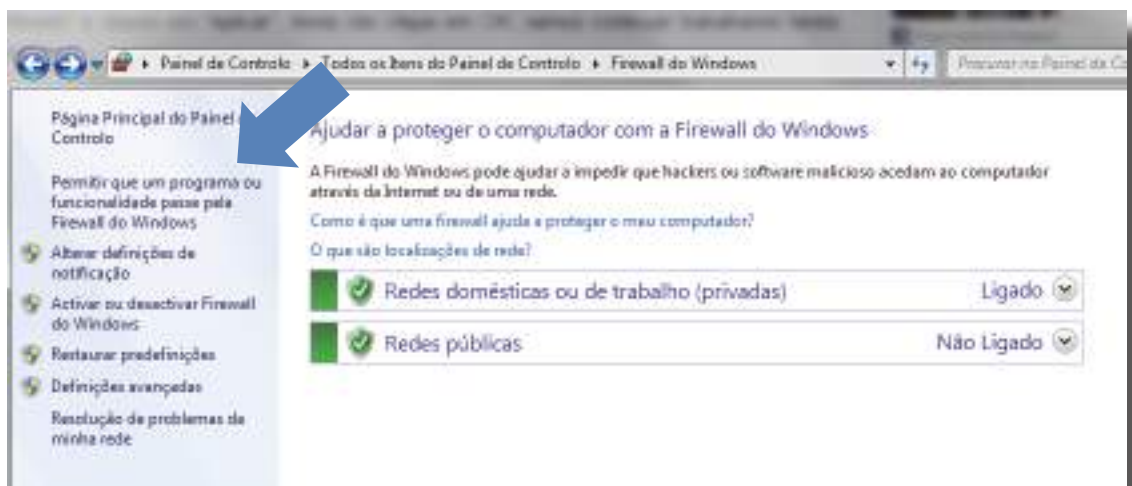 Painel de Controlo ▸ Todos os Itens do Painel de Controlo ▸ Firewall do Windows
Procurar no Painel de Co
Página Principal do Painel
Controlo
Permitir que um programa ou
funcionalidade passe pela
Firewall do Windows
Alterar definições de
notificação
Activar ou desactivar Firewall
do Windows
Restaurar predefinições
Definições avançadas
Resolução de problemas da
minha rede
Ajudar a proteger o computador com a Firewall do Windows
A Firewall do Windows pode ajudar a impedir que hackers ou software malicioso acedam ao computador
através da Internet ou de uma rede.
Como é que uma firewall ajuda a proteger o meu computador?
O que são localizações de rede?
Redes domésticas ou de trabalho (privadas) Ligado
Redes públicas Não Ligado